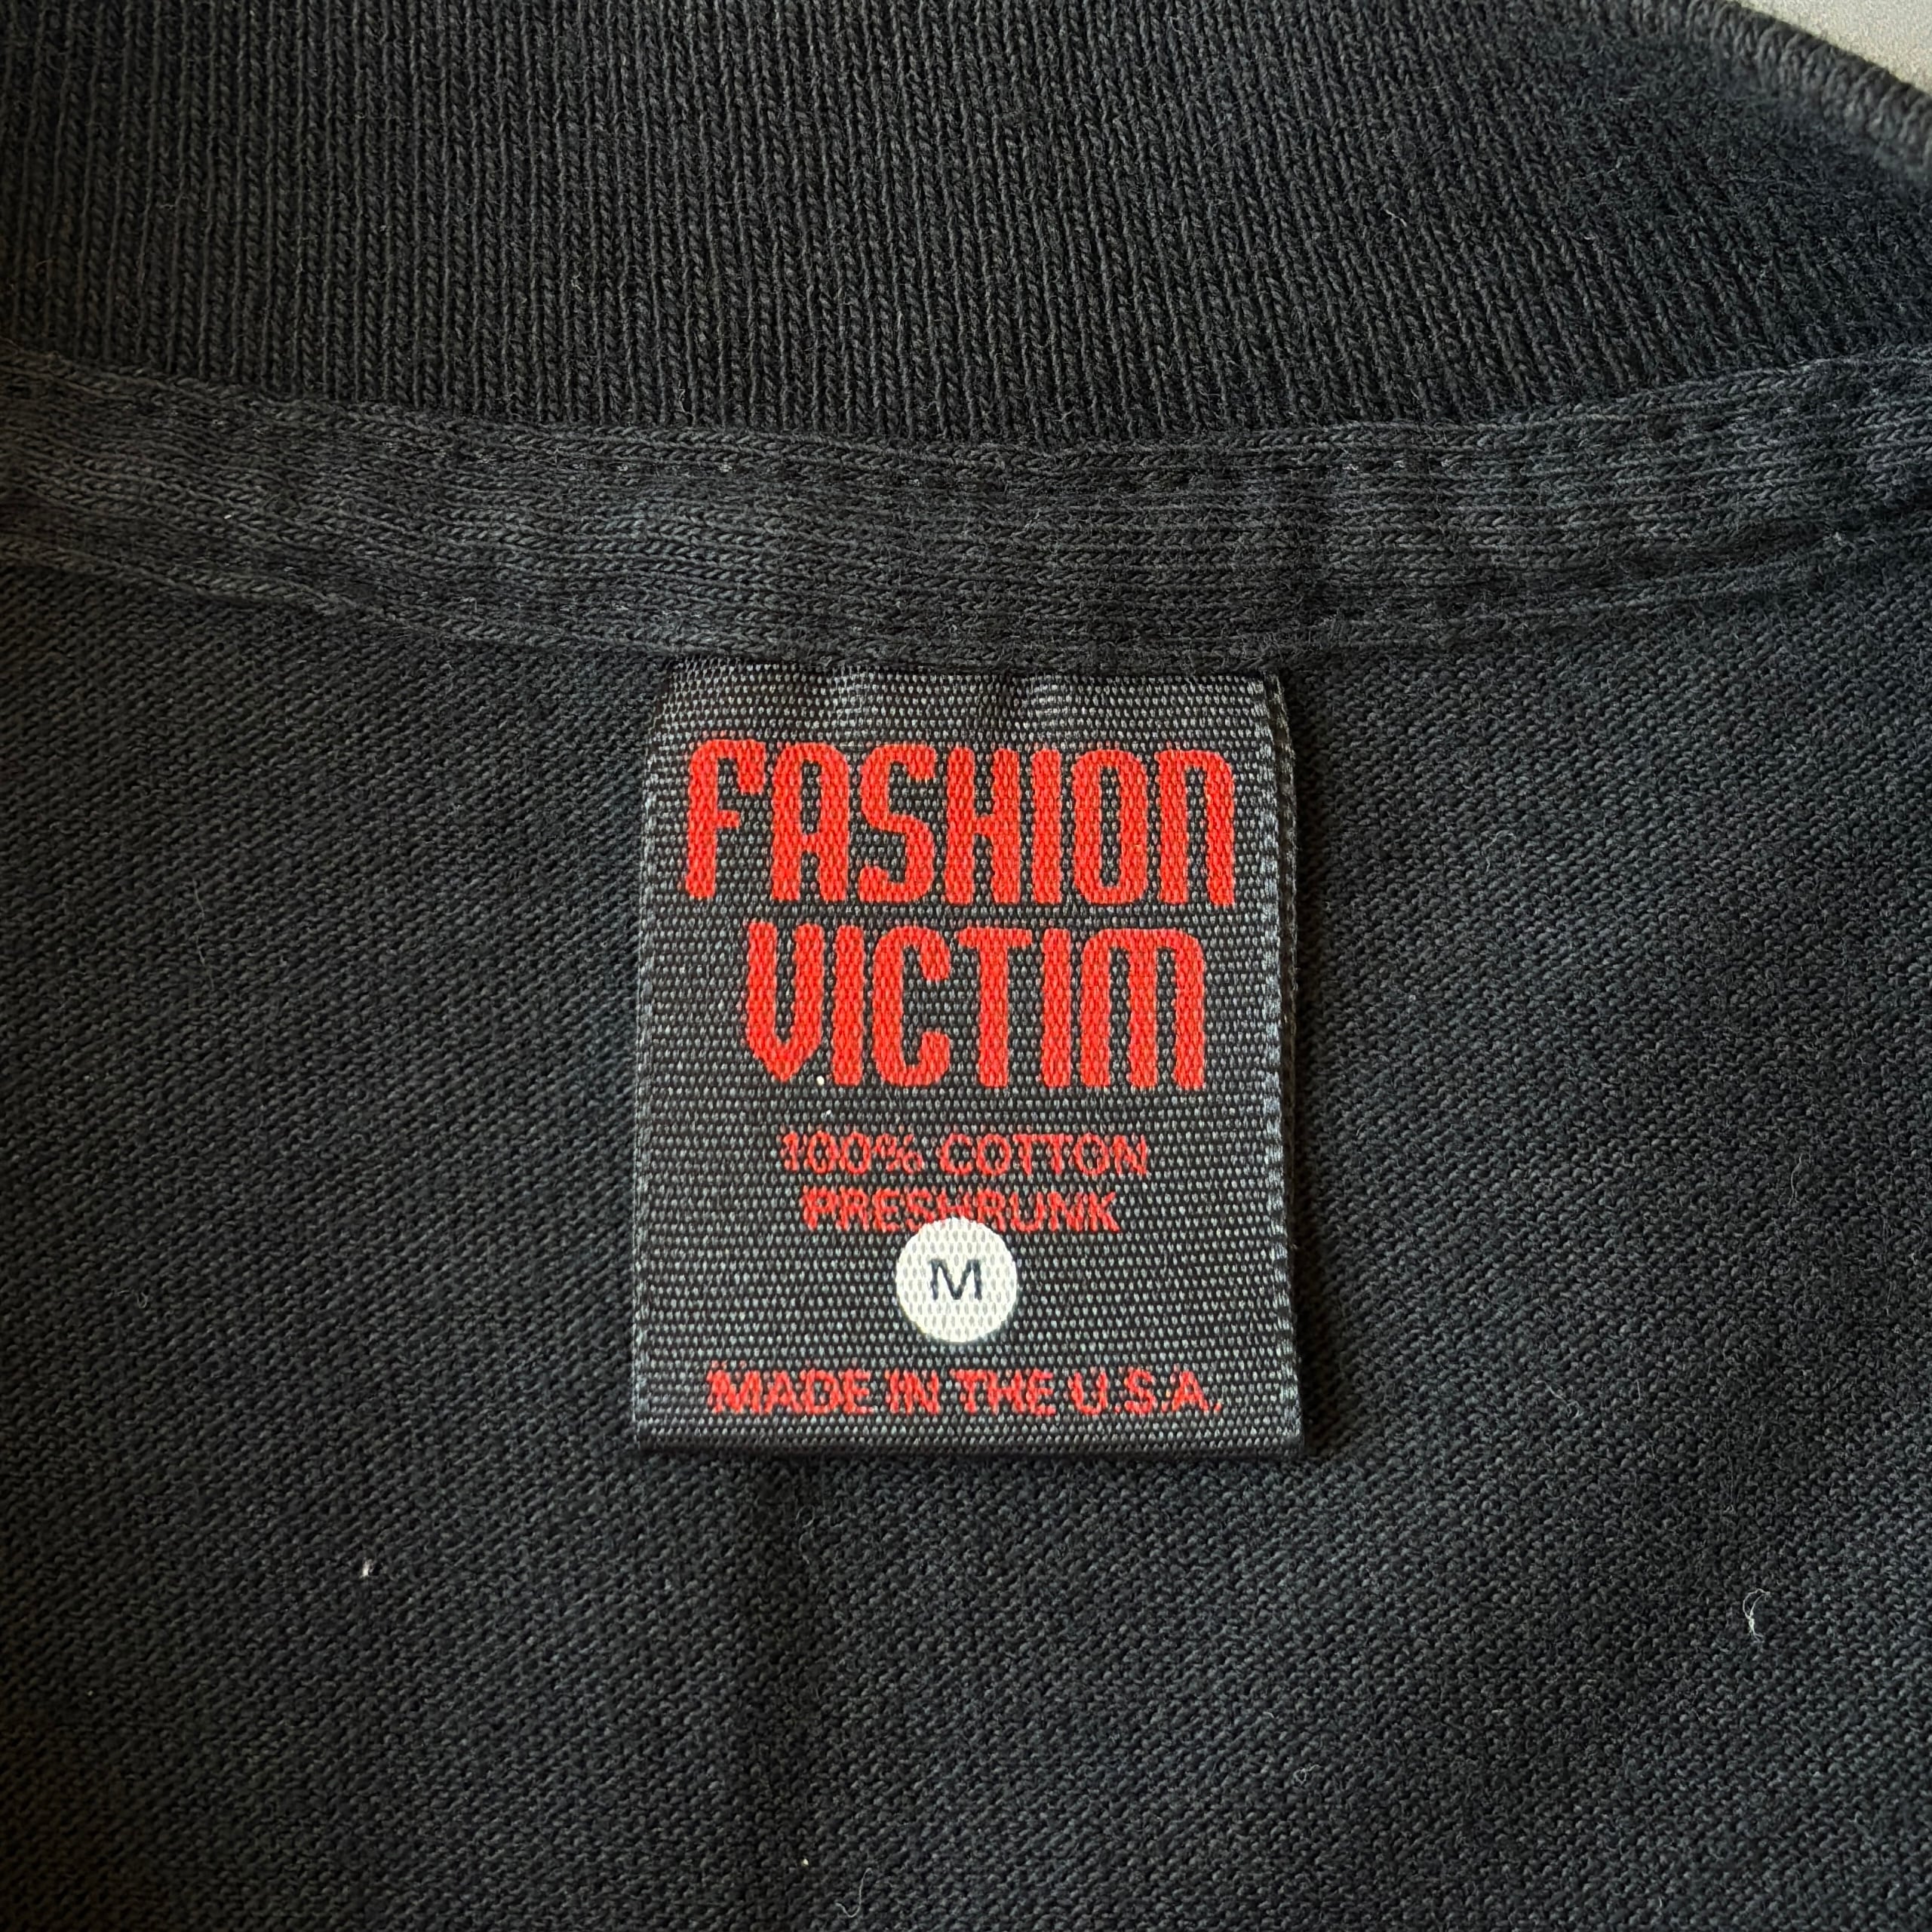 FASHION
VICTIM
100% COTTON
PRESHRUNK
M
MADE IN THE U.S.A.